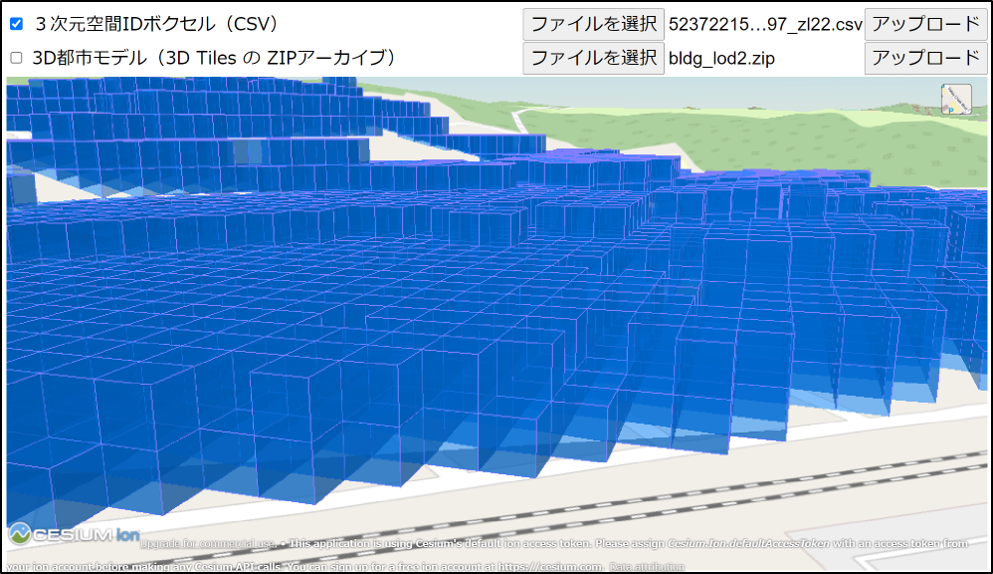 ３次元空間IDボクセル（CSV） ファイルを選択 52372215...97_zl22.csv アップロード
3D都市モデル（3D Tiles の ZIPアーカイブ） ファイルを選択 bldg_lod2.zip アップロード
CESIUM ion Upgrade for commercial use. • This application is using Cesium's default ion access token. Please assign Cesium.Ion.defaultAccessToken with an access token from
your ion account before making any Cesium API calls. You can sign up for a free ion account at https://cesium.com. Data attribution